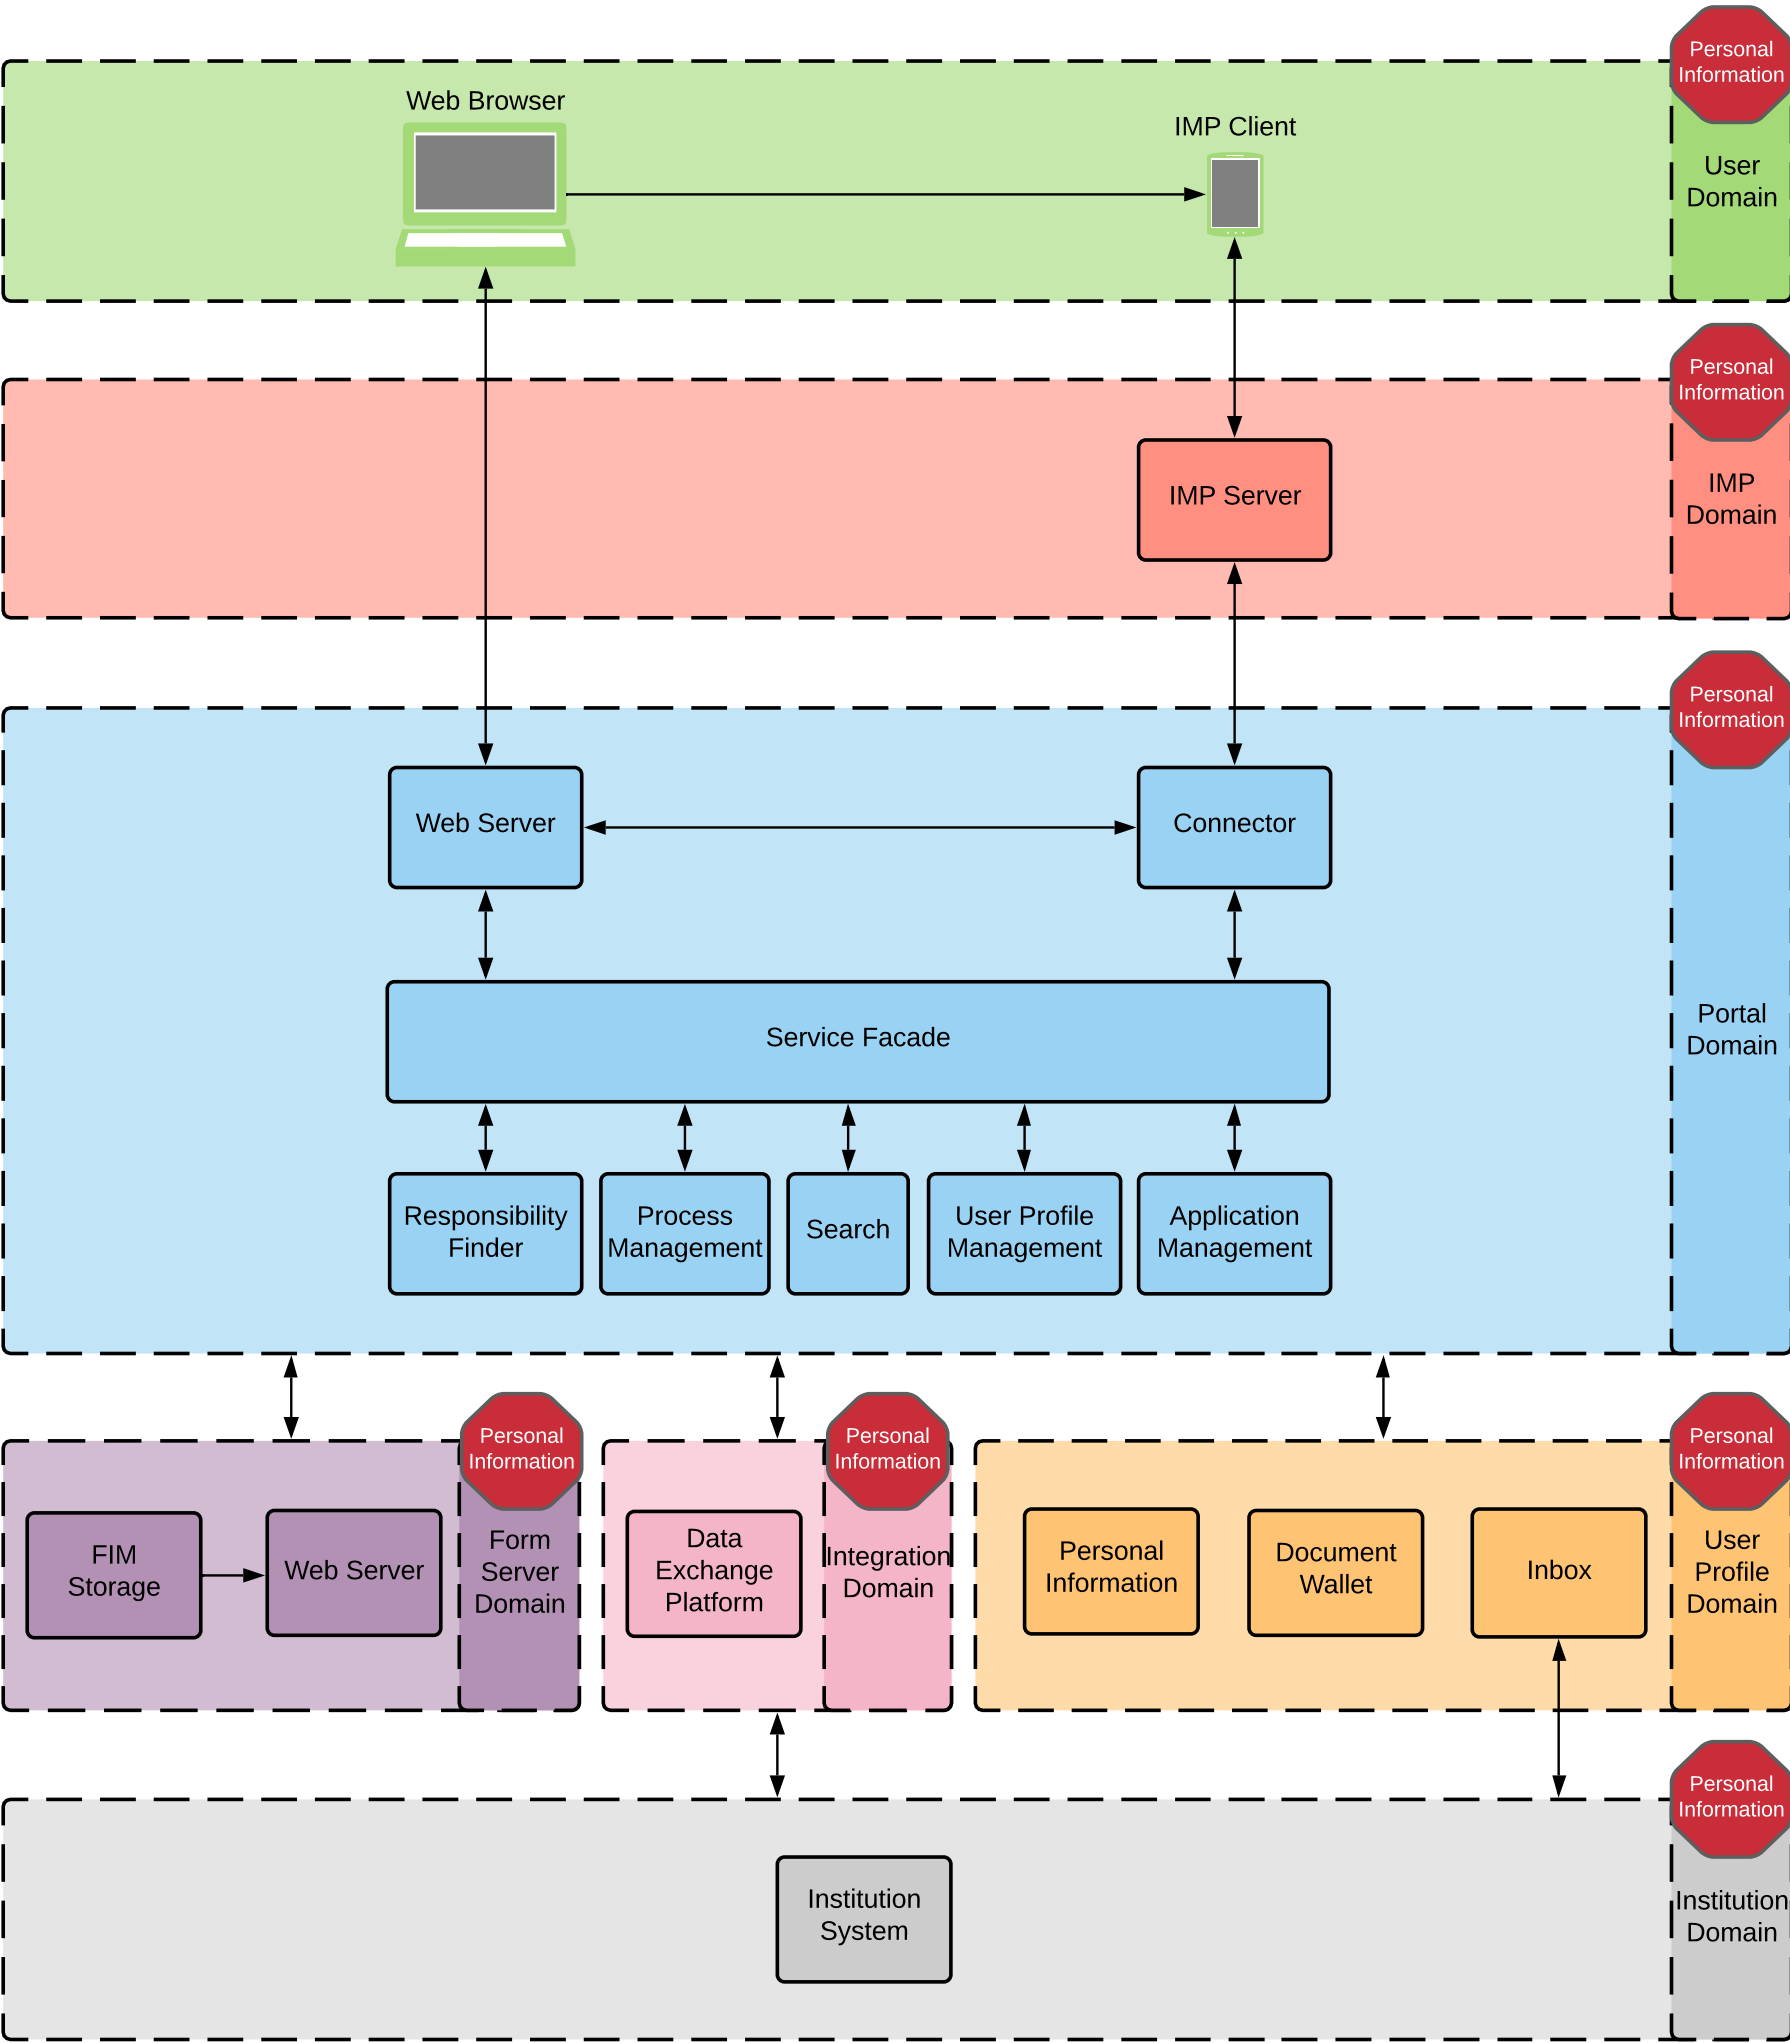 Personal
Information
Web Browser
IMP Client
User
Domain
Personal
Information
IMP Server
IMP
Domain
Personal
Information
Web Server
Connector
Service Facade
Portal
Domain
Responsibility
Finder
Process
Management
Search
User Profile
Management
Application
Management
Personal
Information
FIM
Storage
Web Server
Form
Server
Domain
Personal
Information
Data
Exchange
Platform
Integration
Domain
Personal
Information
Personal
Information
Document
Wallet
Inbox
User
Profile
Domain
Personal
Information
Institution
System
Institution
Domain